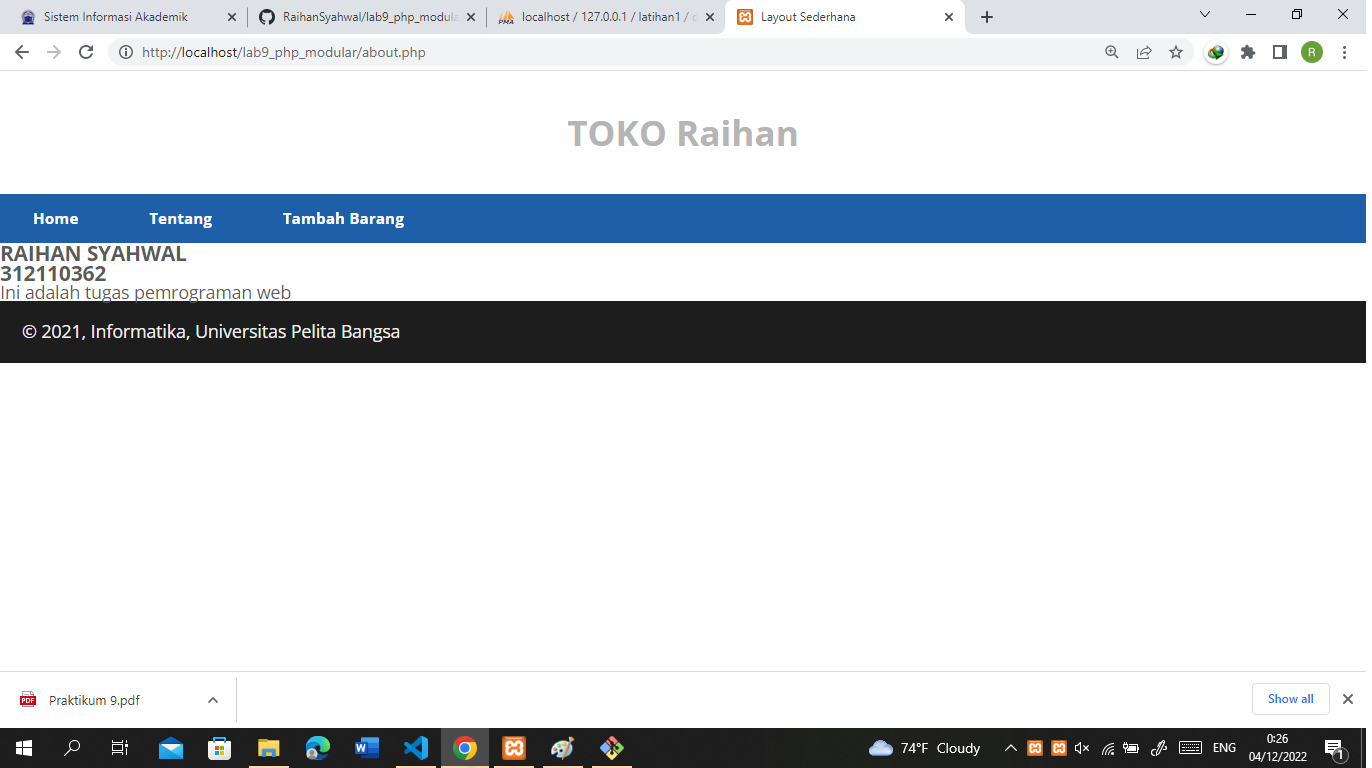 Sistem Informasi Akademik
RaihanSyahwal/lab9_php_modula
localhost / 127.0.0.1 / latihan1 /
Layout Sederhana
http://localhost/lab9_php_modular/about.php
R
TOKO Raihan
Home Tentang Tambah Barang
RAIHAN SYAHWAL
312110362
Ini adalah tugas pemrograman web
© 2021, Informatika, Universitas Pelita Bangsa
PDF
Praktikum 9.pdf
Show all
74°F Cloudy
ENG
0:26
04/12/2022
1